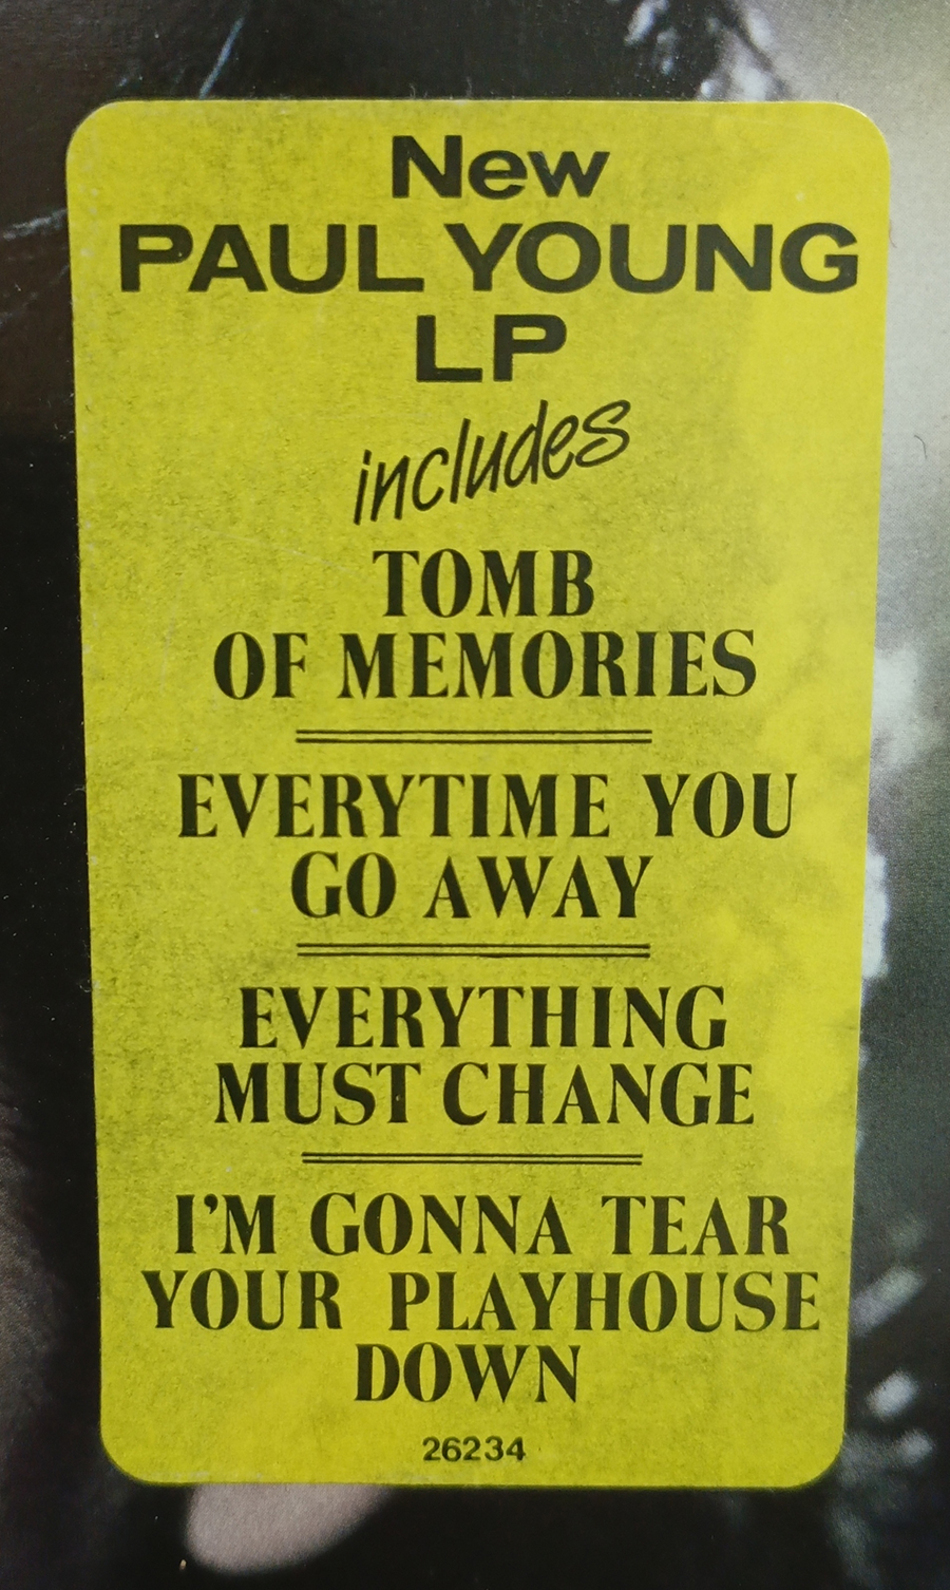 New
PAUL YOUNG
LP
includes
TOMB
OF MEMORIES
EVERYTIME YOU
GO AWAY
EVERYTHING
MUST CHANGE
I'M GONNA TEAR
YOUR PLAYHOUSE
DOWN
26234